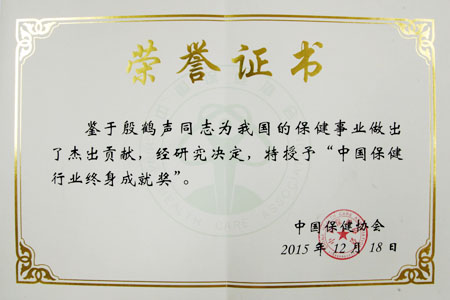 荣誉证书
鉴于殷鹤声同志为我国的保健事业做出
了杰出贡献，经研究决定，特授予“中国保健
行业终身成就奖”。
中国保健协会
2015年12月18日